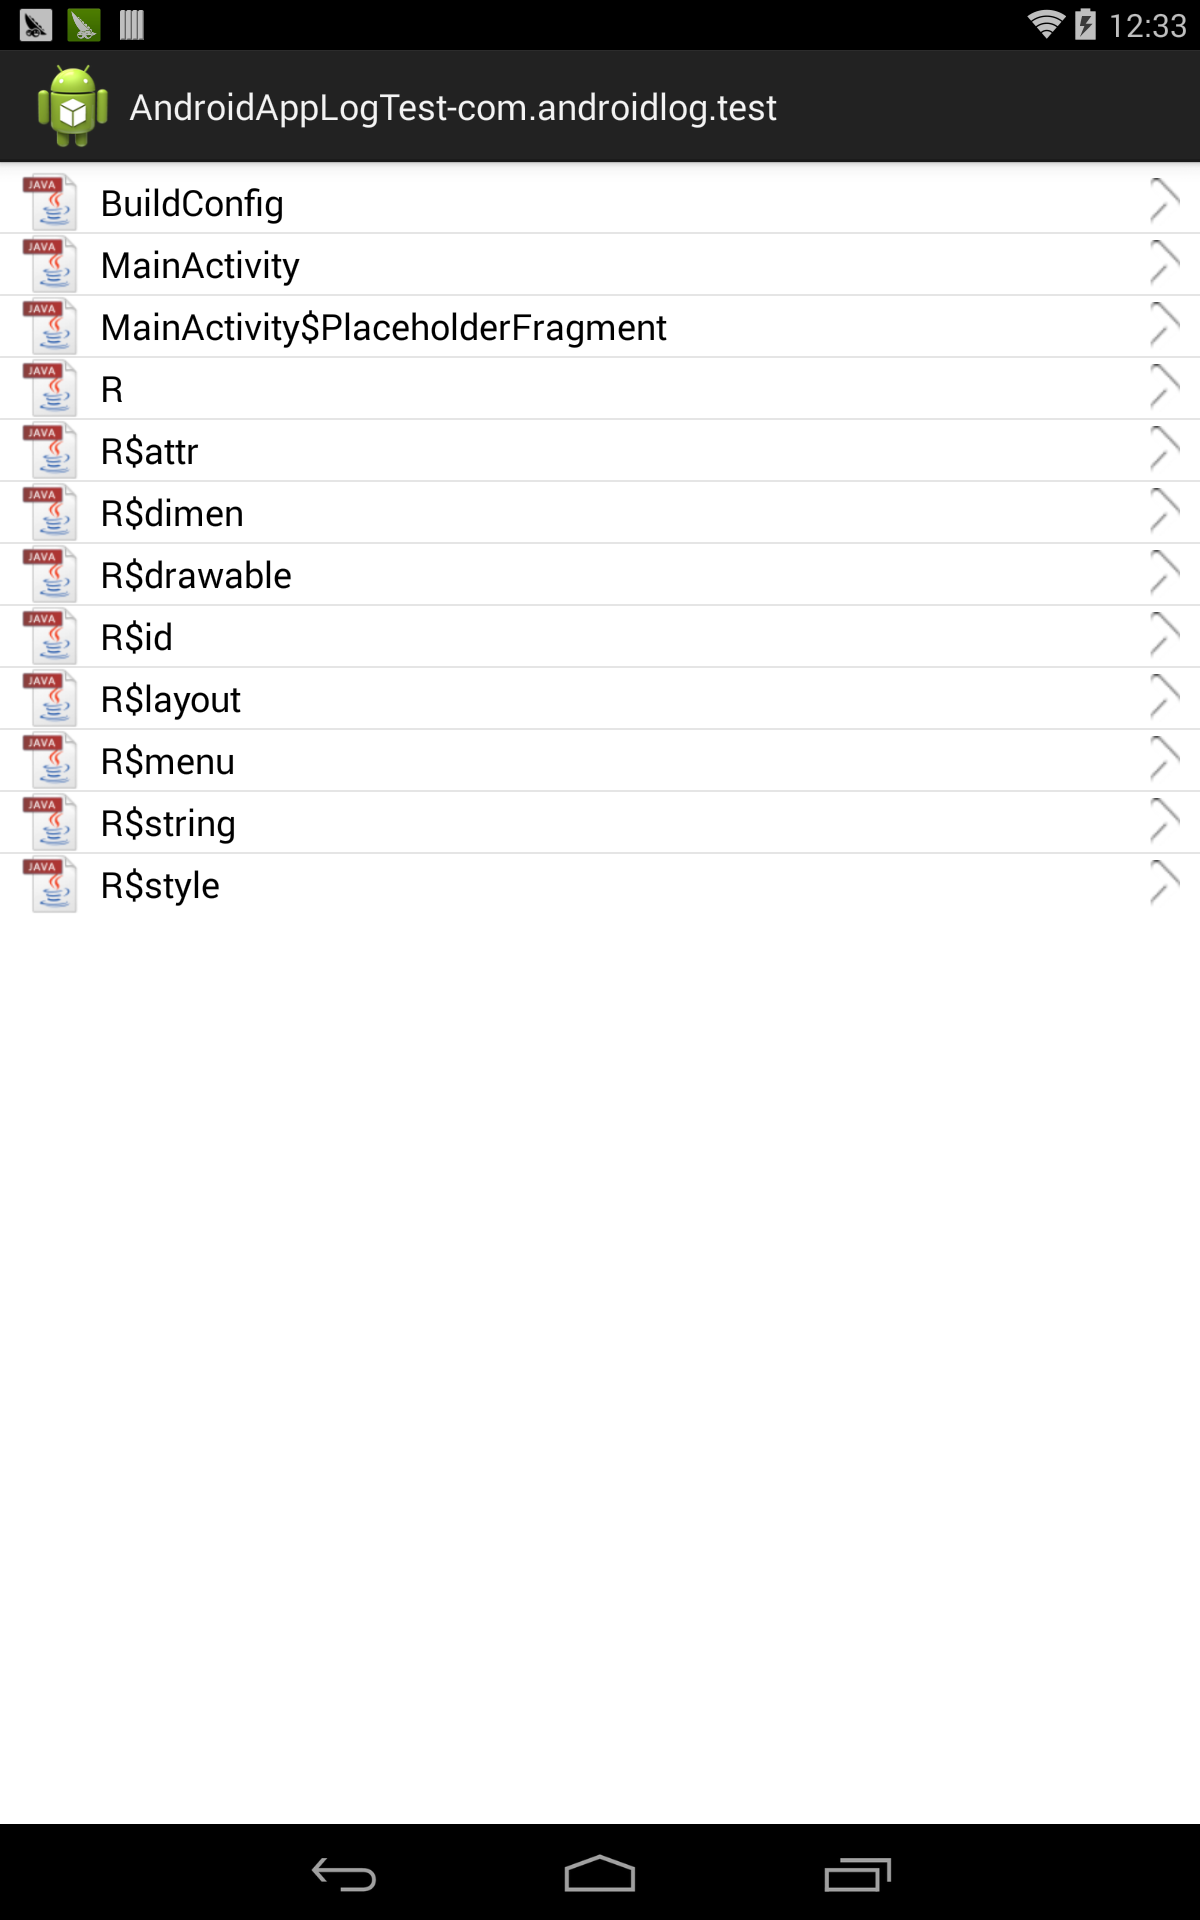 12:33
AndroidAppLogTest-com.androidlog.test
JAVA BuildConfig
JAVA MainActivity
JAVA MainActivity$PlaceholderFragment
JAVA R
JAVA R$attr
JAVA R$dimen
JAVA R$drawable
JAVA R$id
JAVA R$layout
JAVA R$menu
JAVA R$string
JAVA R$style